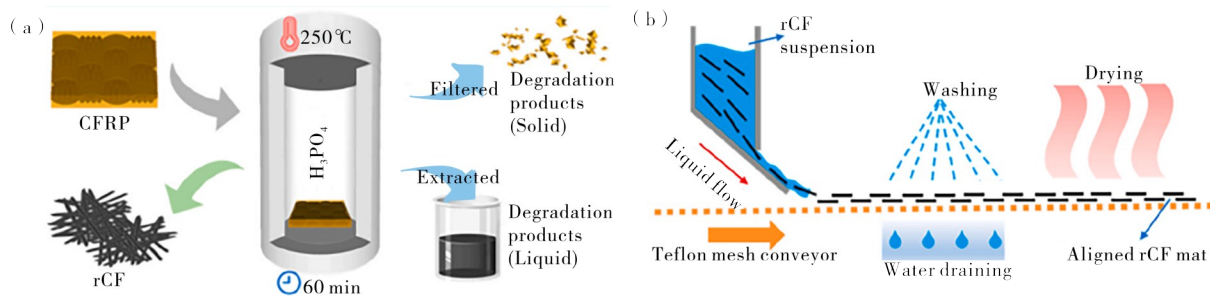 (a)
250℃
CFRP
H₃PO₄
rCF
60 min
Filtered
Degradation
products
(Solid)
Extracted
Degradation
products
(Liquid)
(b)
rCF
suspension
Liquid flow
Washing
Drying
Teflon mesh conveyor
Water draining
Aligned rCF mat